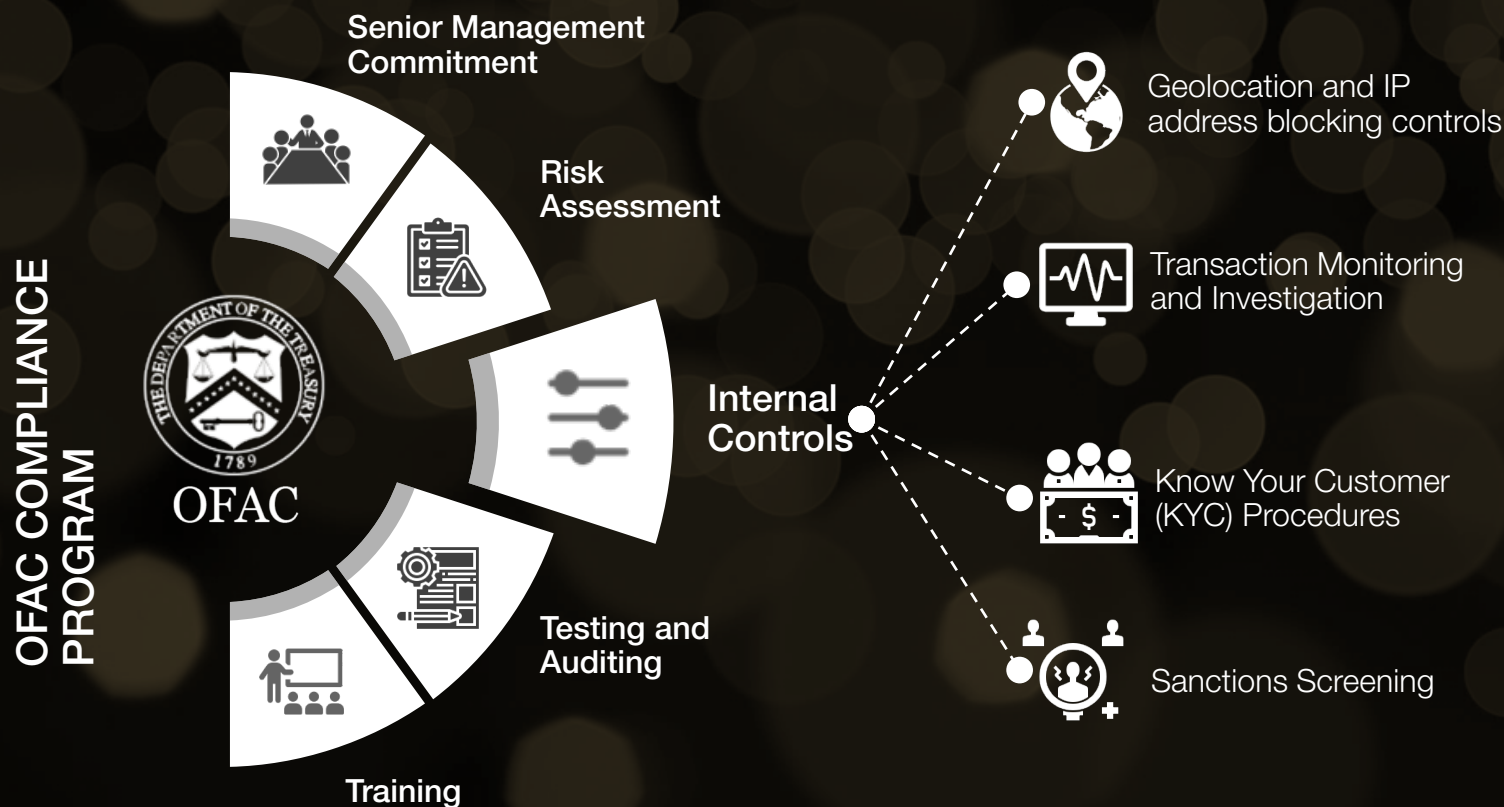 OFAC COMPLIANCE
PROGRAM
THE DEPARTMENT OF THE TREASURY
1789
OFAC
Senior Management
Commitment
Risk
Assessment
Internal
Controls
Testing and
Auditing
Training
Geolocation and IP
address blocking controls
Transaction Monitoring
and Investigation
$
Know Your Customer
(KYC) Procedures
Sanctions Screening